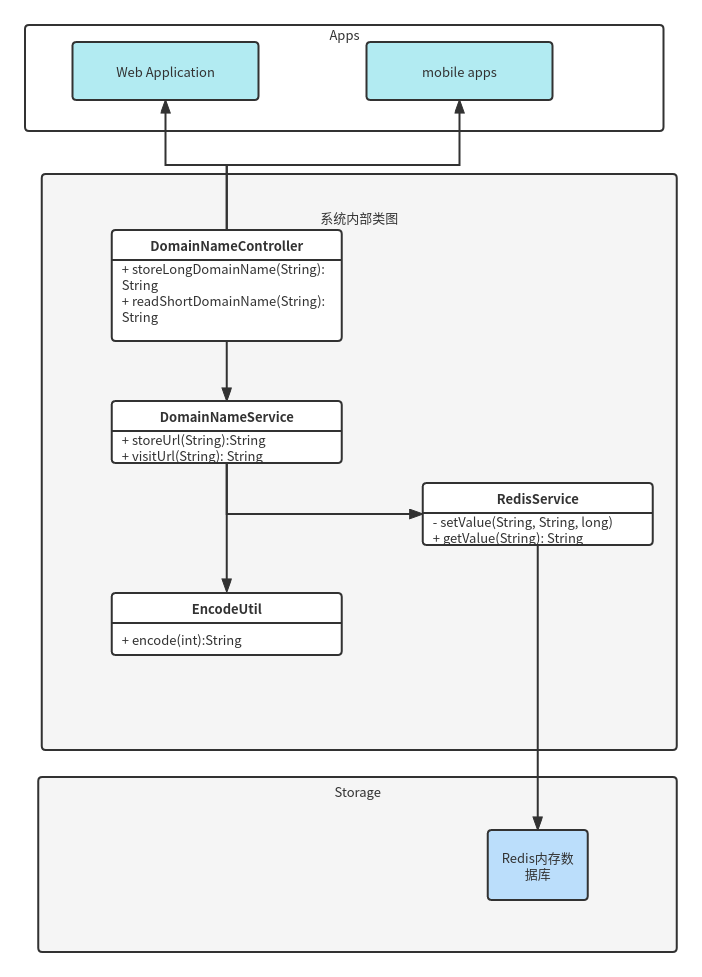 Apps
Web Application
mobile apps
系统内部类图
DomainNameController
+ storeLongDomainName(String):
String
+ readShortDomainName(String):
String
DomainNameService
+ storeUrl(String):String
+ visitUrl(String): String
RedisService
- setValue(String, String, long)
+ getValue(String): String
EncodeUtil
+ encode(int):String
Storage
Redis内存数
据库